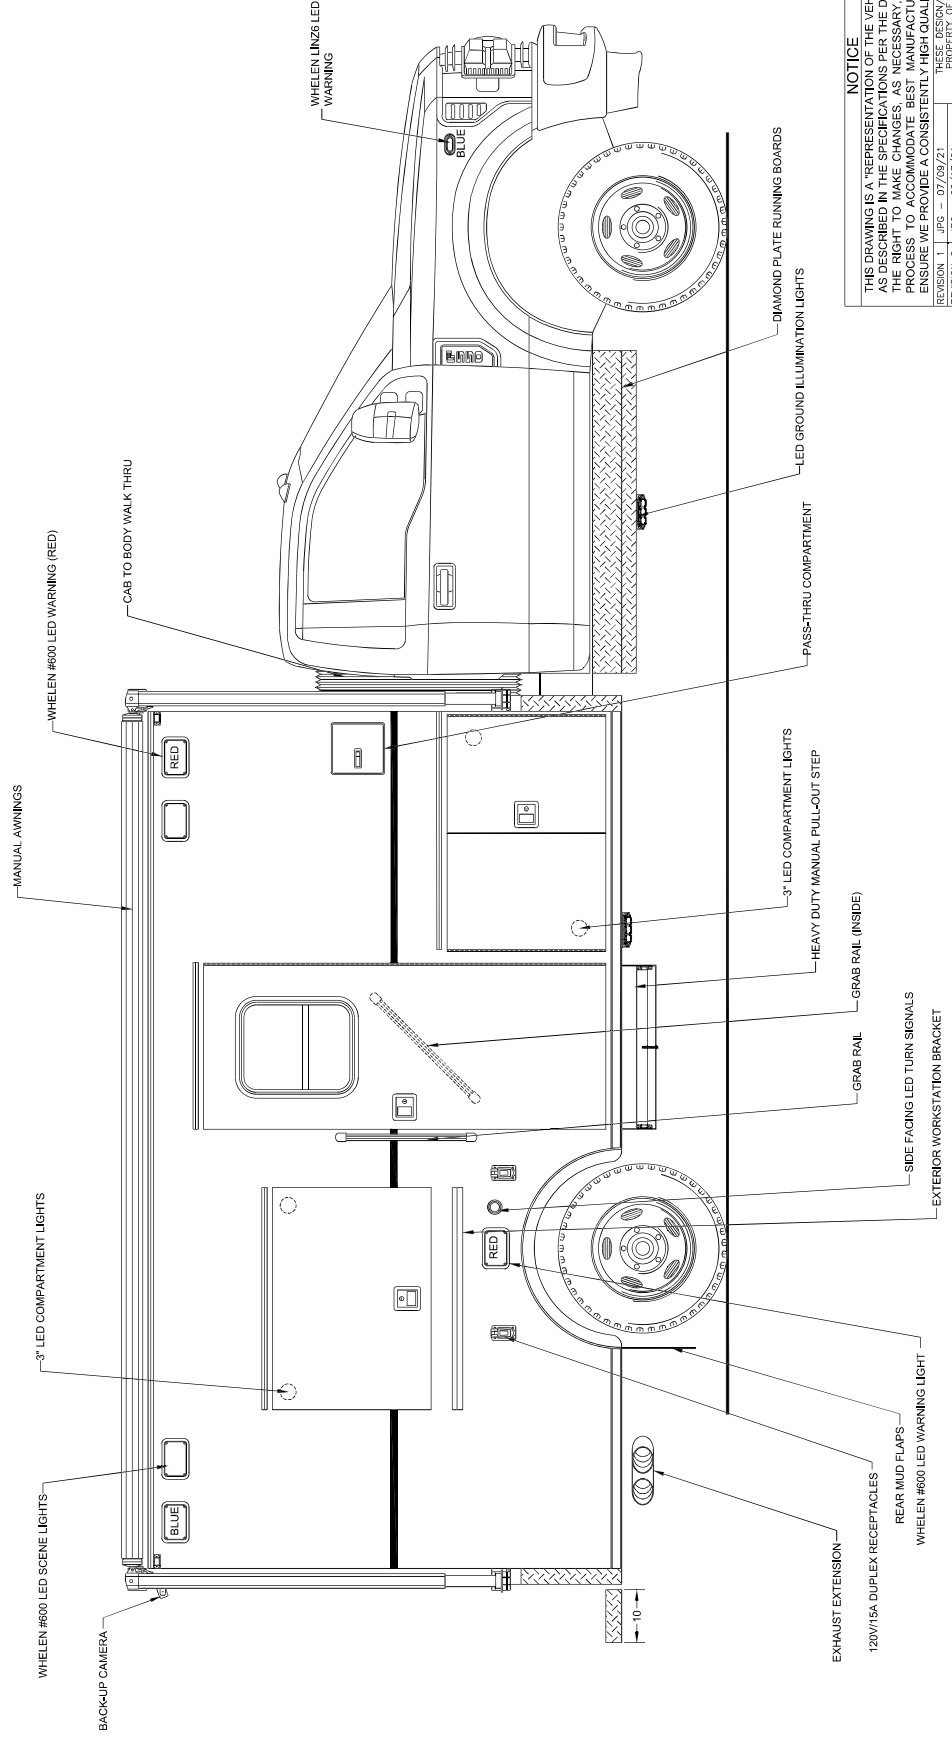 MANUAL AWNINGS
WHELEN #600 LED WARNING (RED)
CAB TO BODY WALK THRU
WHELEN LINZ6 LED
WARNING
3" LED COMPARTMENT LIGHTS
WHELEN #600 LED SCENE LIGHTS
BACK-UP CAMERA
BLUE
RED
BLUE
RED
10
DIAMOND PLATE RUNNING BOARDS
LED GROUND ILLUMINATION LIGHTS
PASS-THRU COMPARTMENT
3" LED COMPARTMENT LIGHTS
HEAVY DUTY MANUAL PULL-OUT STEP
GRAB RAIL (INSIDE)
GRAB RAIL
SIDE FACING LED TURN SIGNALS
EXTERIOR WORKSTATION BRACKET
WHELEN #600 LED WARNING LIGHT
REAR MUD FLAPS
120V/15A DUPLEX RECEPTACLES
EXHAUST EXTENSION
NOTICE
THIS DRAWING IS A "REPRESENTATION OF THE VEH
AS DESCRIBED IN THE SPECIFICATIONS PER THE D
THE RIGHT TO MAKE CHANGES, AS NECESSARY,
PROCESS TO ACCOMMODATE BEST MANUFACTU
ENSURE WE PROVIDE A CONSISTENTLY HIGH QUALI
REVISION 1 JPG - 07/09/21
THESE DESIGN/
PROPERTY OF